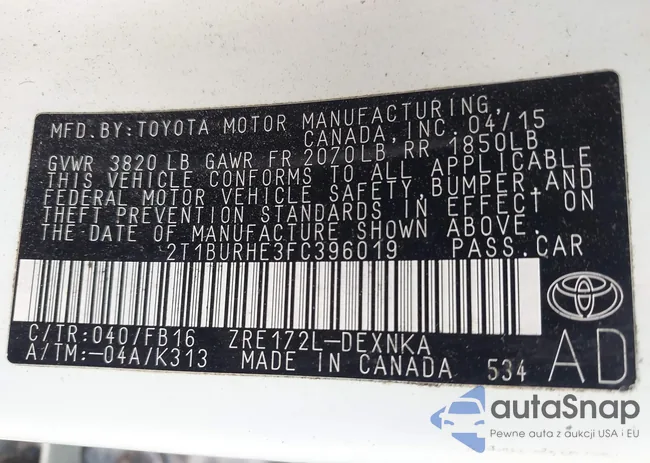 MFD.BY:TOYOTA MOTOR MANUFACTURING,
CANADA, INC. 04/15
GVWR 3820 LB GAWR FR 2070LB RR 1850LB
THIS VEHICLE CONFORMS TO ALL APPLICABLE
FEDERAL MOTOR VEHICLE SAFETY, BUMPER, AND
THEFT PREVENTION STANDARDS IN EFFECT ON
THE DATE OF MANUFACTURE SHOWN ABOVE.
2T1BURHE3FC396019 PASS.CAR
C/TR:040/FB16 ZRE172L-DEXNKA
A/TM:-04A/K313 MADE IN CANADA 534 AD
autaSnap
Pewne auta z aukcji USA i EU